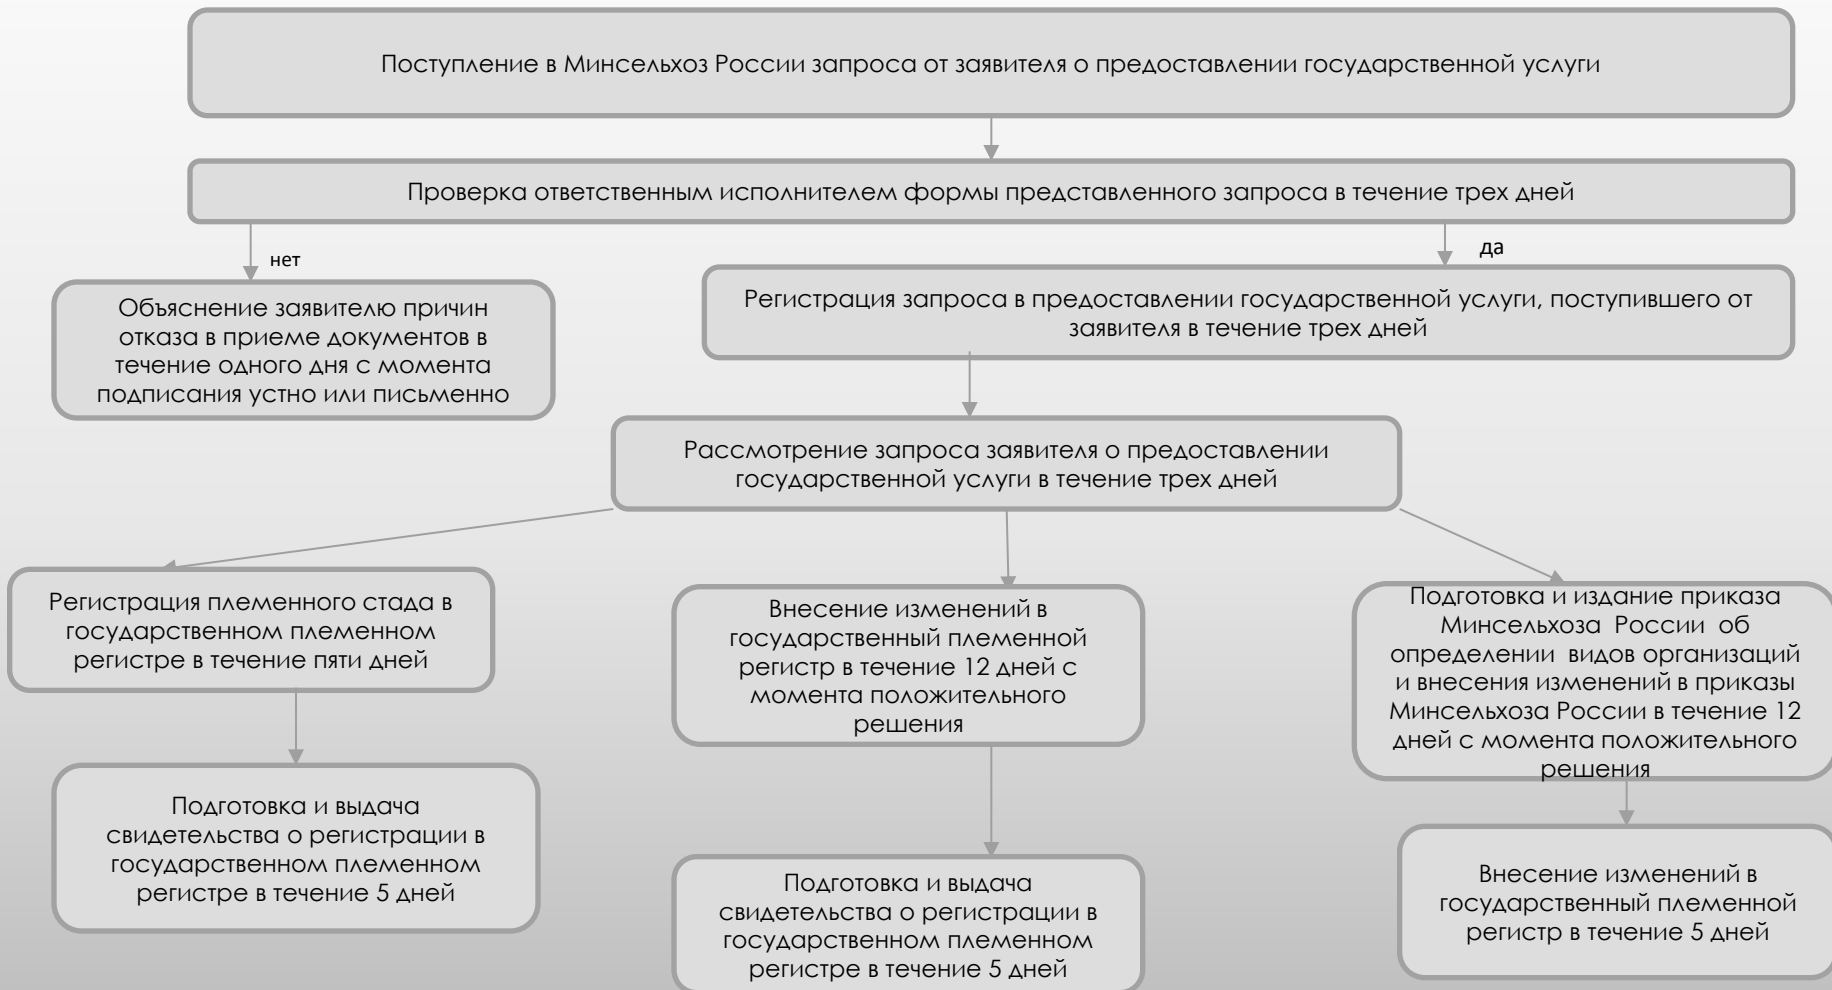 Поступление в Минсельхоз России запроса от заявителя о предоставлении государственной услуги
Проверка ответственным исполнителем формы представленного запроса в течение трех дней
нет
да
Объяснение заявителю причин
отказа в приеме документов в
течение одного дня с момента
подписания устно или письменно
Регистрация запроса в предоставлении государственной услуги, поступившего от
заявителя в течение трех дней
Рассмотрение запроса заявителя о предоставлении
государственной услуги в течение трех дней
Регистрация племенного стада в
государственном племенном
регистре в течение пяти дней
Внесение изменений в
государственный племенной
регистр в течение 12 дней с
момента положительного
решения
Подготовка и издание приказа
Минсельхоза России об
определении видов организаций
и внесения изменений в приказы
Минсельхоза России в течение 12
дней с момента положительного
решения
Подготовка и выдача
свидетельства о регистрации в
государственном племенном
регистре в течение 5 дней
Подготовка и выдача
свидетельства о регистрации в
государственном племенном
регистре в течение 5 дней
Внесение изменений в
государственный племенной
регистр в течение 5 дней